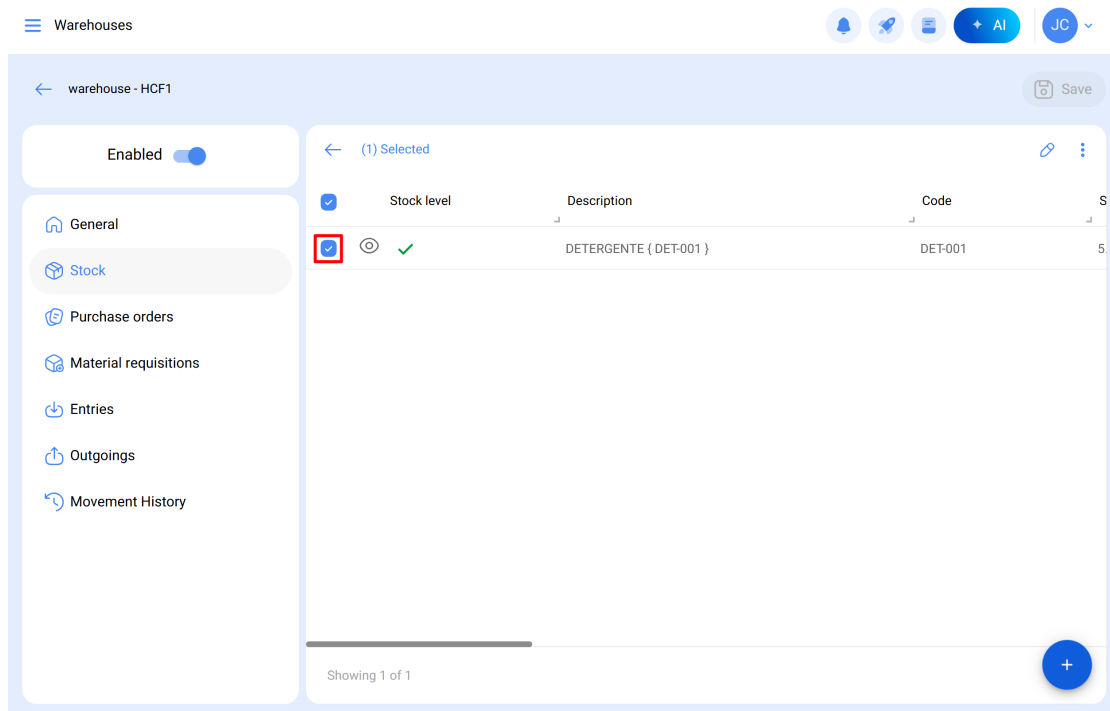 Warehouses
AI
JC
warehouse - HCF1
Save
Enabled
(1) Selected
Stock level Description Code S
General
DETERGENTE { DET-001 } DET-001 5.
Stock
Purchase orders
Material requisitions
Entries
Outgoings
Movement History
Showing 1 of 1